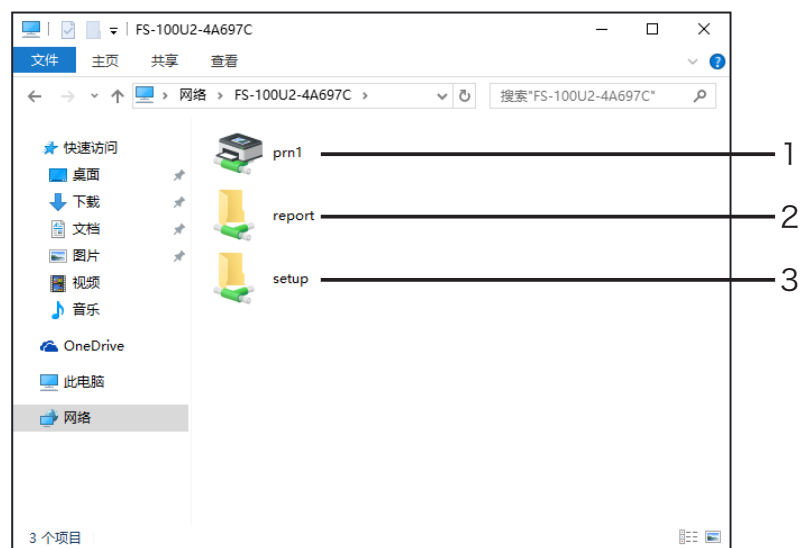 FS-100U2-4A697C
文件 主页 共享 查看
网络 FS-100U2-4A697C 搜索"FS-100U2-4A697C"
快速访问
桌面
下载
文档
图片
视频
音乐
OneDrive
此电脑
网络
prn1 1
report 2
setup 3
3 个项目